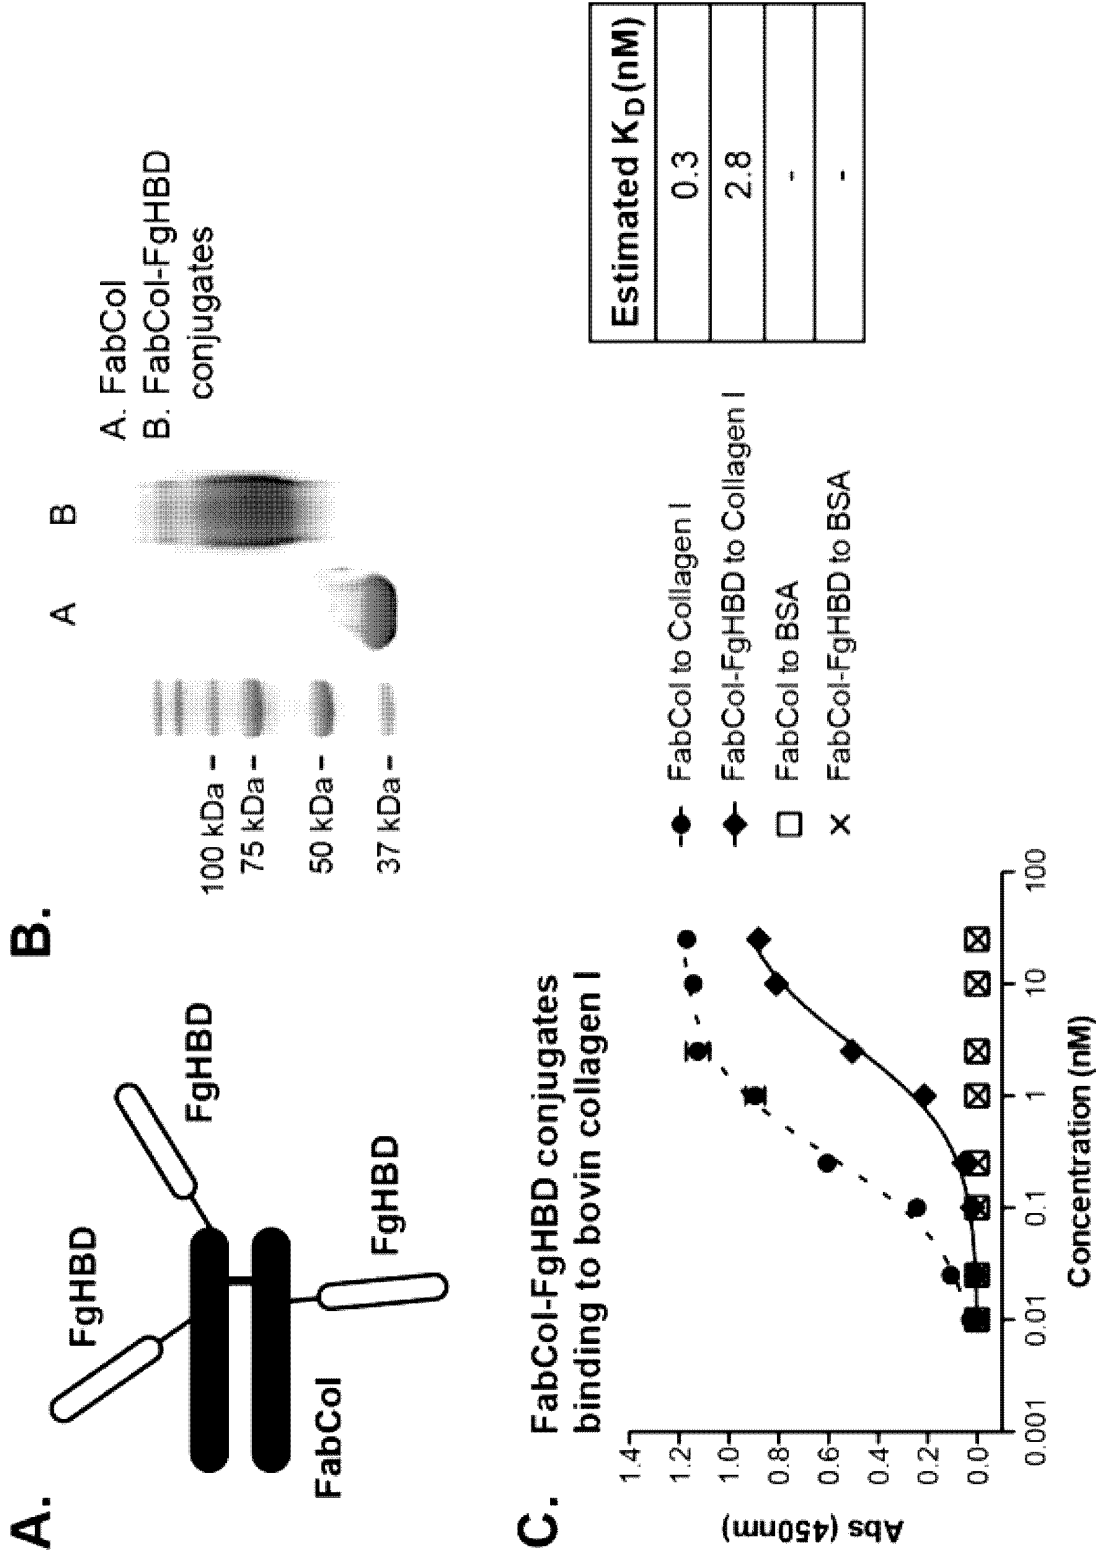 A.
FgHBD
FgHBD
FgHBD
FabCol
B.
A
B
100 kDa -
75 kDa -
50 kDa -
37 kDa -
A. FabCol
B. FabCol-FgHBD
conjugates
C.
FabCol-FgHBD conjugates
binding to bovin collagen I
Abs (450nm)
1.4
1.2
1.0
0.8
0.6
0.4
0.2
0.0
0.001
0.01
0.1
1
10
100
Concentration (nM)
FabCol to Collagen I
FabCol-FgHBD to Collagen I
FabCol to BSA
FabCol-FgHBD to BSA
Estimated KD(nM)
0.3
2.8
-
-